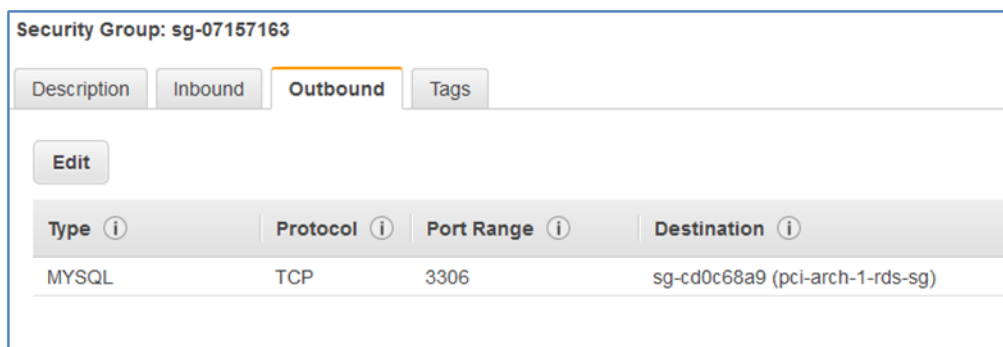 Security Group: sg-07157163
Description Inbound Outbound Tags
Edit
Type i Protocol i Port Range i Destination i
MYSQL TCP 3306 sg-cd0c68a9 (pci-arch-1-rds-sg)